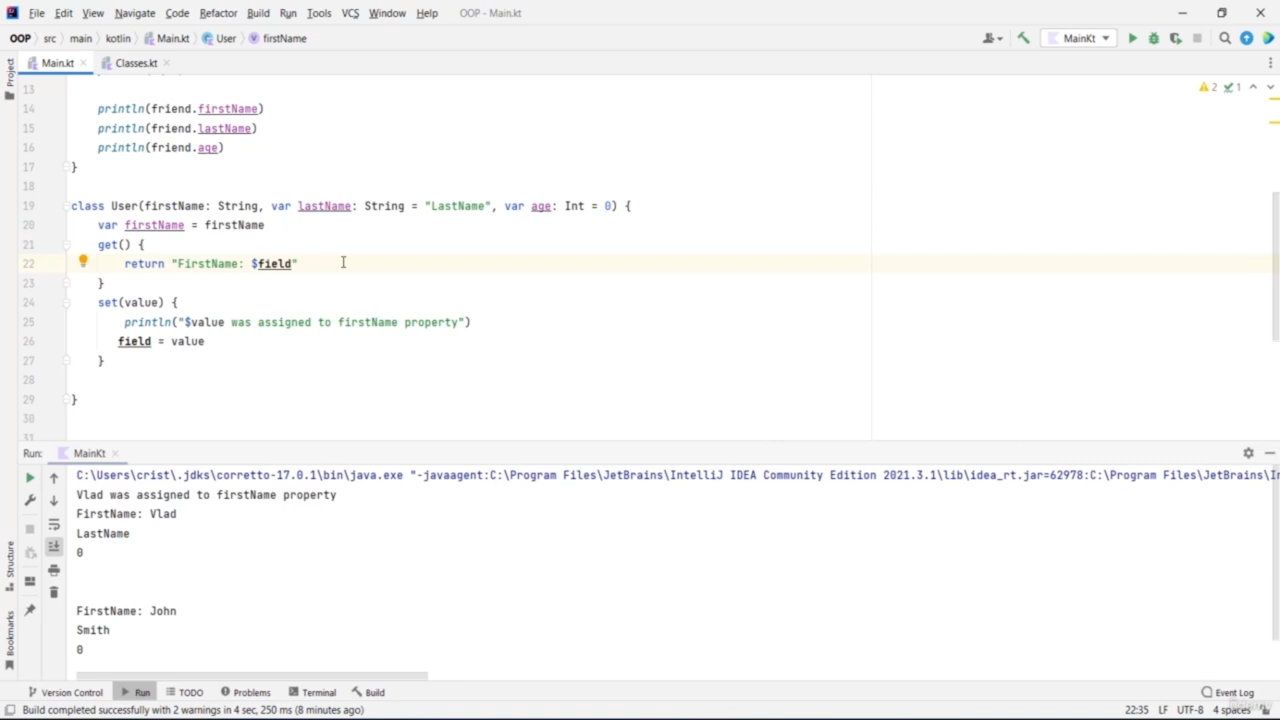 File Edit View Navigate Code Refactor Build Run Tools VCS Window Help OOP - Main.kt
OOP src main kotlin Main.kt User firstName MainKt
Main.kt Classes.kt
Project
2 1
13
14 println(friend.firstName)
15 println(friend.lastName)
16 println(friend.age)
17 }
18
19 class User(firstName: String, var lastName: String = "LastName", var age: Int = 0) {
20 var firstName = firstName
21 get() {
22 return "FirstName: $field"
23 }
24 set(value) {
25 println("$value was assigned to firstName property")
26 field = value
27 }
28
29 }
30
31
Run: MainKt
C:\Users\crist\.jdks\corretto-17.0.1\bin\java.exe "-javaagent:C:\Program Files\JetBrains\IntelliJ IDEA Community Edition 2021.3.1\lib\idea_rt.jar=62978:C:\Program Files\JetBrains\In
Vlad was assigned to firstName property
FirstName: Vlad
LastName
0
FirstName: John
Smith
0
Structure
Bookmarks
Version Control Run TODO Problems Terminal Build Event Log
Build completed successfully with 2 warnings in 4 sec, 250 ms (8 minutes ago) 22:35 LF UTF-8 4 spaces